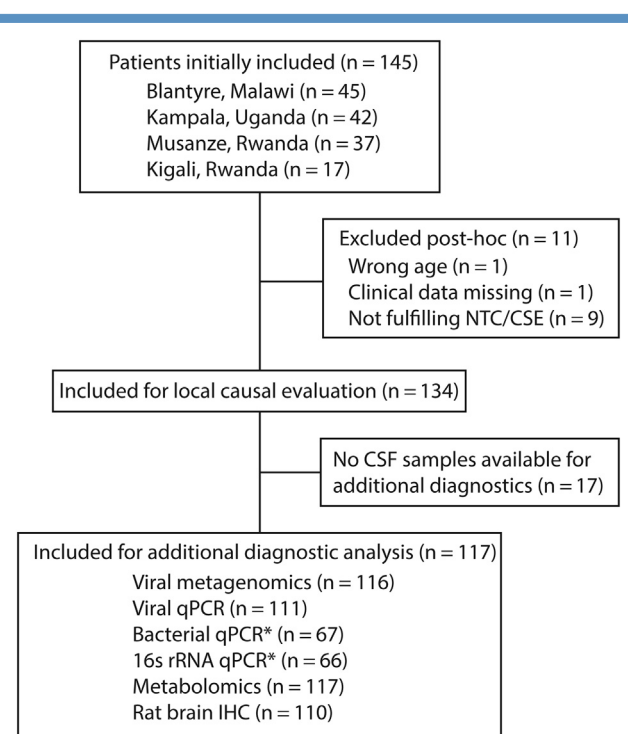 Patients initially included (n = 145)
Blantyre, Malawi (n = 45)
Kampala, Uganda (n = 42)
Musanze, Rwanda (n = 37)
Kigali, Rwanda (n = 17)
Excluded post-hoc (n = 11)
Wrong age (n = 1)
Clinical data missing (n = 1)
Not fulfilling NTC/CSE (n = 9)
Included for local causal evaluation (n = 134)
No CSF samples available for
additional diagnostics (n = 17)
Included for additional diagnostic analysis (n = 117)
Viral metagenomics (n = 116)
Viral qPCR (n = 111)
Bacterial qPCR* (n = 67)
16s rRNA qPCR* (n = 66)
Metabolomics (n = 117)
Rat brain IHC (n = 110)